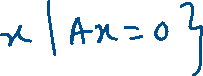 x | Ax = 0 }